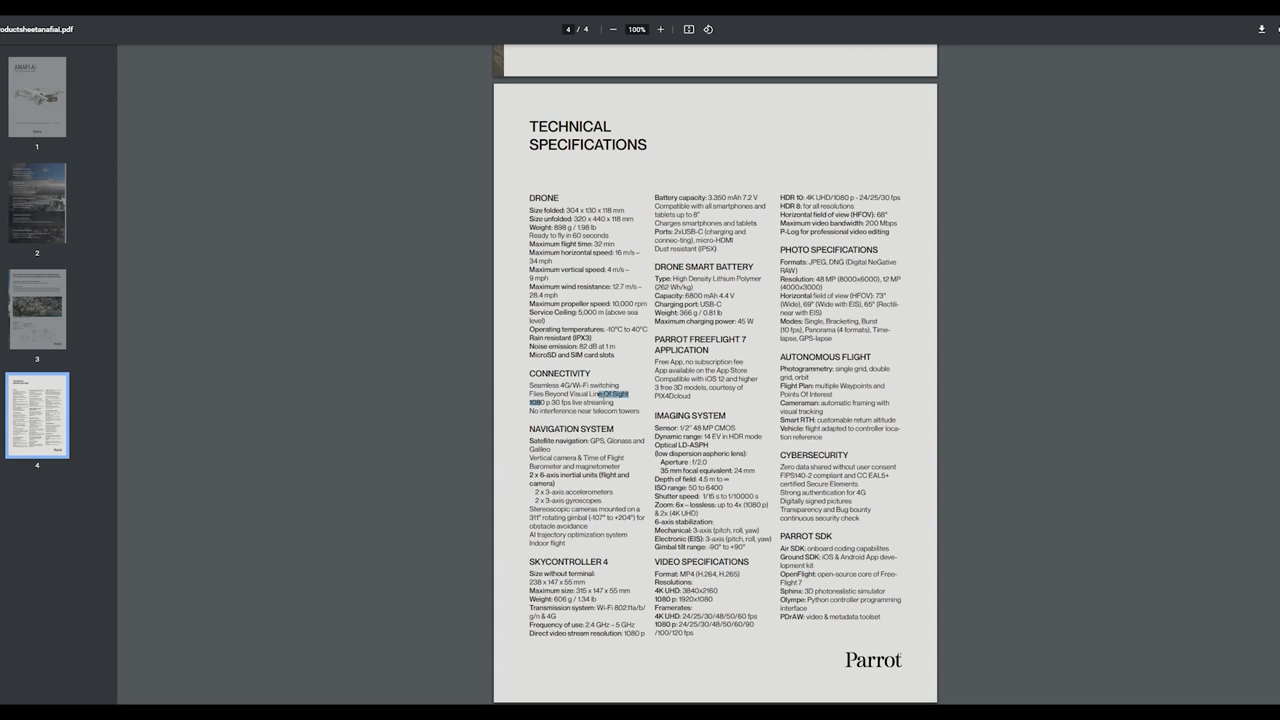 oductsheetanafiai.pdf
4 / 4
100%
1
2
3
4
TECHNICAL
SPECIFICATIONS
DRONE
Size folded: 304 x 130 x 118 mm
Size unfolded: 320 x 440 x 118 mm
Weight: 898 g / 1.98 lb
Ready to fly in 60 seconds
Maximum flight time: 32 min
Maximum horizontal speed: 16 m/s –
34 mph
Maximum vertical speed: 4 m/s –
9 mph
Maximum wind resistance: 12.7 m/s –
28.4 mph
Maximum propeller speed: 10,000 rpm
Service Ceiling: 5,000 m (above sea
level)
Operating temperatures: -10°C to 40°C
Rain resistant (IPX3)
Noise emission: 82 dB at 1 m
MicroSD and SIM card slots
CONNECTIVITY
Seamless 4G/Wi-Fi switching
Flies Beyond Visual Line Of Sight
1080 p 30 fps live streaming
No interference near telecom towers
NAVIGATION SYSTEM
Satellite navigation: GPS, Glonass and
Galileo
Vertical camera & Time of Flight
Barometer and magnetometer
2 x 6-axis inertial units (flight and
camera)
2 x 3-axis accelerometers
2 x 3-axis gyroscopes
Stereoscopic cameras mounted on a
311° rotating gimbal (-107° to +204°) for
obstacle avoidance
AI trajectory optimization system
Indoor flight
SKYCONTROLLER 4
Size without terminal:
238 x 147 x 55 mm
Maximum size: 315 x 147 x 55 mm
Weight: 606 g / 1.34 lb
Transmission system: Wi-Fi 802.11a/b/
g/n & 4G
Frequency of use: 2.4 GHz – 5 GHz
Direct video stream resolution: 1080 p
Battery capacity: 3.350 mAh 7.2 V
Compatible with all smartphones and
tablets up to 8"
Charges smartphones and tablets
Ports: 2xUSB-C (charging and
connec-ting), micro-HDMI
Dust resistant (IP5X)
DRONE SMART BATTERY
Type: High Density Lithium Polymer
(262 Wh/kg)
Capacity: 6800 mAh 4.4 V
Charging port: USB-C
Weight: 366 g / 0.81 lb
Maximum charging power: 45 W
PARROT FREEFLIGHT 7
APPLICATION
Free App, no subscription fee
App available on the App Store
Compatible with iOS 12 and higher
3 free 3D models, courtesy of
PIX4Dcloud
IMAGING SYSTEM
Sensor: 1/2" 48 MP CMOS
Dynamic range: 14 EV in HDR mode
Optical LD-ASPH
(low dispersion aspheric lens):
Aperture : f/2.0
35 mm focal equivalent: 24 mm
Depth of field: 4.5 m to ∞
ISO range: 50 to 6400
Shutter speed: 1/15 s to 1/10000 s
Zoom: 6x – lossless: up to 4x (1080 p)
& 2x (4K UHD)
6-axis stabilization:
Mechanical: 3-axis (pitch, roll, yaw)
Electronic (EIS): 3-axis (pitch, roll, yaw)
Gimbal tilt range: -90° to +90°
VIDEO SPECIFICATIONS
Format: MP4 (H.264, H.265)
Resolutions:
4K UHD: 3840x2160
1080 p: 1920x1080
Framerates:
4K UHD: 24/25/30/48/50/60 fps
1080 p: 24/25/30/48/50/60/90
/100/120 fps
HDR 10: 4K UHD/1080 p - 24/25/30 fps
HDR 8: for all resolutions
Horizontal field of view (HFOV): 68°
Maximum video bandwidth: 200 Mbps
P-Log for professional video editing
PHOTO SPECIFICATIONS
Formats: JPEG, DNG (Digital NeGative
RAW)
Resolution: 48 MP (8000x6000), 12 MP
(4000x3000)
Horizontal field of view (HFOV): 73°
(Wide), 69° (Wide with EIS), 65° (Rectili-
near with EIS)
Modes: Single, Bracketing, Burst
(10 fps), Panorama (4 formats), Time-
lapse, GPS-lapse
AUTONOMOUS FLIGHT
Photogrammetry: single grid, double
grid, orbit
Flight Plan: multiple Waypoints and
Points Of Interest
Cameraman: automatic framing with
visual tracking
Smart RTH: customable return altitude
Vehicle: flight adapted to controller loca-
tion reference
CYBERSECURITY
Zero data shared without user consent
FIPS140-2 compliant and CC EAL5+
certified Secure Elements
Strong authentication for 4G
Digitally signed pictures
Transparency and Bug bounty
continuous security check
PARROT SDK
Air SDK: onboard coding capabilites
Ground SDK: iOS & Android App deve-
lopment kit
OpenFlight: open-source core of Free-
Flight 7
Sphinx: 3D photorealistic simulator
Olympe: Python controller programming
interface
PDrAW: video & metadata toolset
Parrot